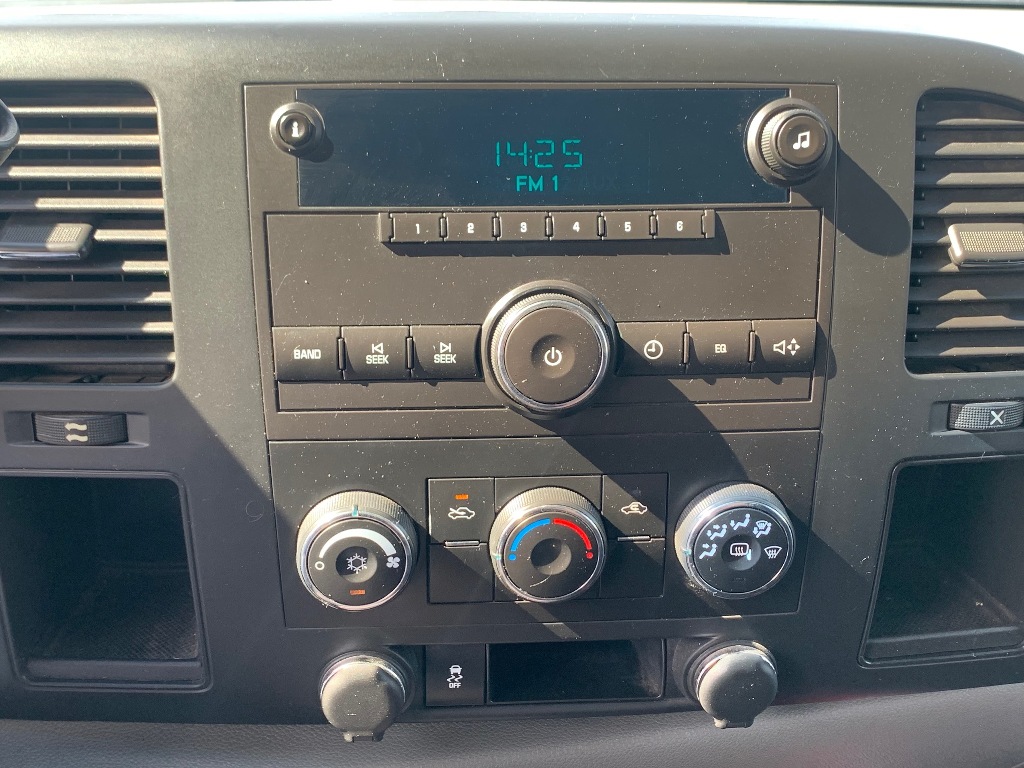 14:25
FM 1
1 2 3 4 5 6
BAND SEEK SEEK EQ
OFF